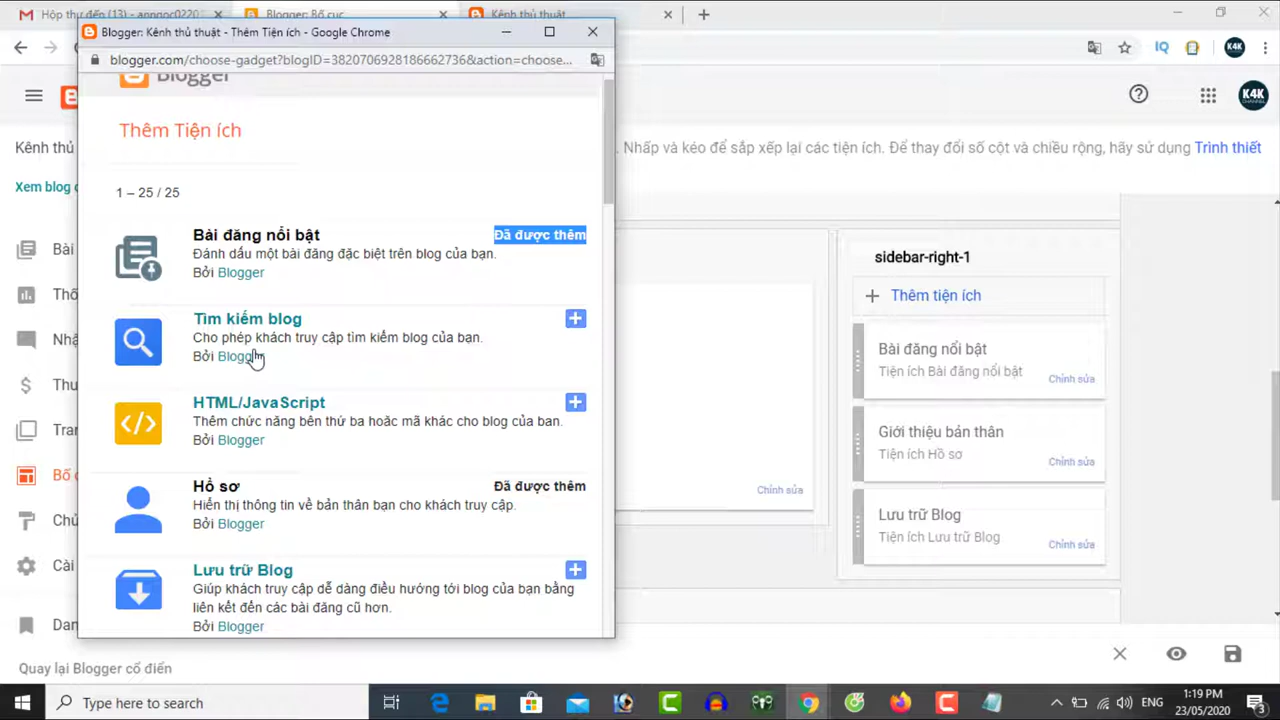 Hộp thư đến (13) - anngoc0220
Blogger: Bố cục
Kênh thủ thuật
Blogger: Kênh thủ thuật - Thêm Tiện ích - Google Chrome
blogger.com/choose-gadget?blogID=3820706928186662736&action=choose...
IQ
K4K
Blogger
K4K
CHANNEL
Thêm Tiện ích
Kênh thủ
. Nhấp và kéo để sắp xếp lại các tiện ích. Để thay đổi số cột và chiều rộng, hãy sử dụng Trình thiết
Xem blog c
1 – 25 / 25
Bài đăng nổi bật
Đã được thêm
Đánh dấu một bài đăng đặc biệt trên blog của bạn.
Bởi Blogger
Tìm kiếm blog
Cho phép khách truy cập tìm kiếm blog của bạn.
Bởi Blogger
HTML/JavaScript
Thêm chức năng bên thứ ba hoặc mã khác cho blog của bạn.
Bởi Blogger
Hồ sơ
Đã được thêm
Hiển thị thông tin về bản thân bạn cho khách truy cập.
Bởi Blogger
Lưu trữ Blog
Giúp khách truy cập dễ dàng điều hướng tới blog của bạn bằng
liên kết đến các bài đăng cũ hơn.
Bởi Blogger
Bài
Thố
Nhậ
Thu
Tran
Bố c
Chủ
Cài
Dan
Quay lại Blogger cổ điển
Chỉnh sửa
sidebar-right-1
Thêm tiện ích
Bài đăng nổi bật
Tiện ích Bài đăng nổi bật
Chỉnh sửa
Giới thiệu bản thân
Tiện ích Hồ sơ
Chỉnh sửa
Lưu trữ Blog
Tiện ích Lưu trữ Blog
Chỉnh sửa
Type here to search
ENG
1:19 PM
23/05/2020
3